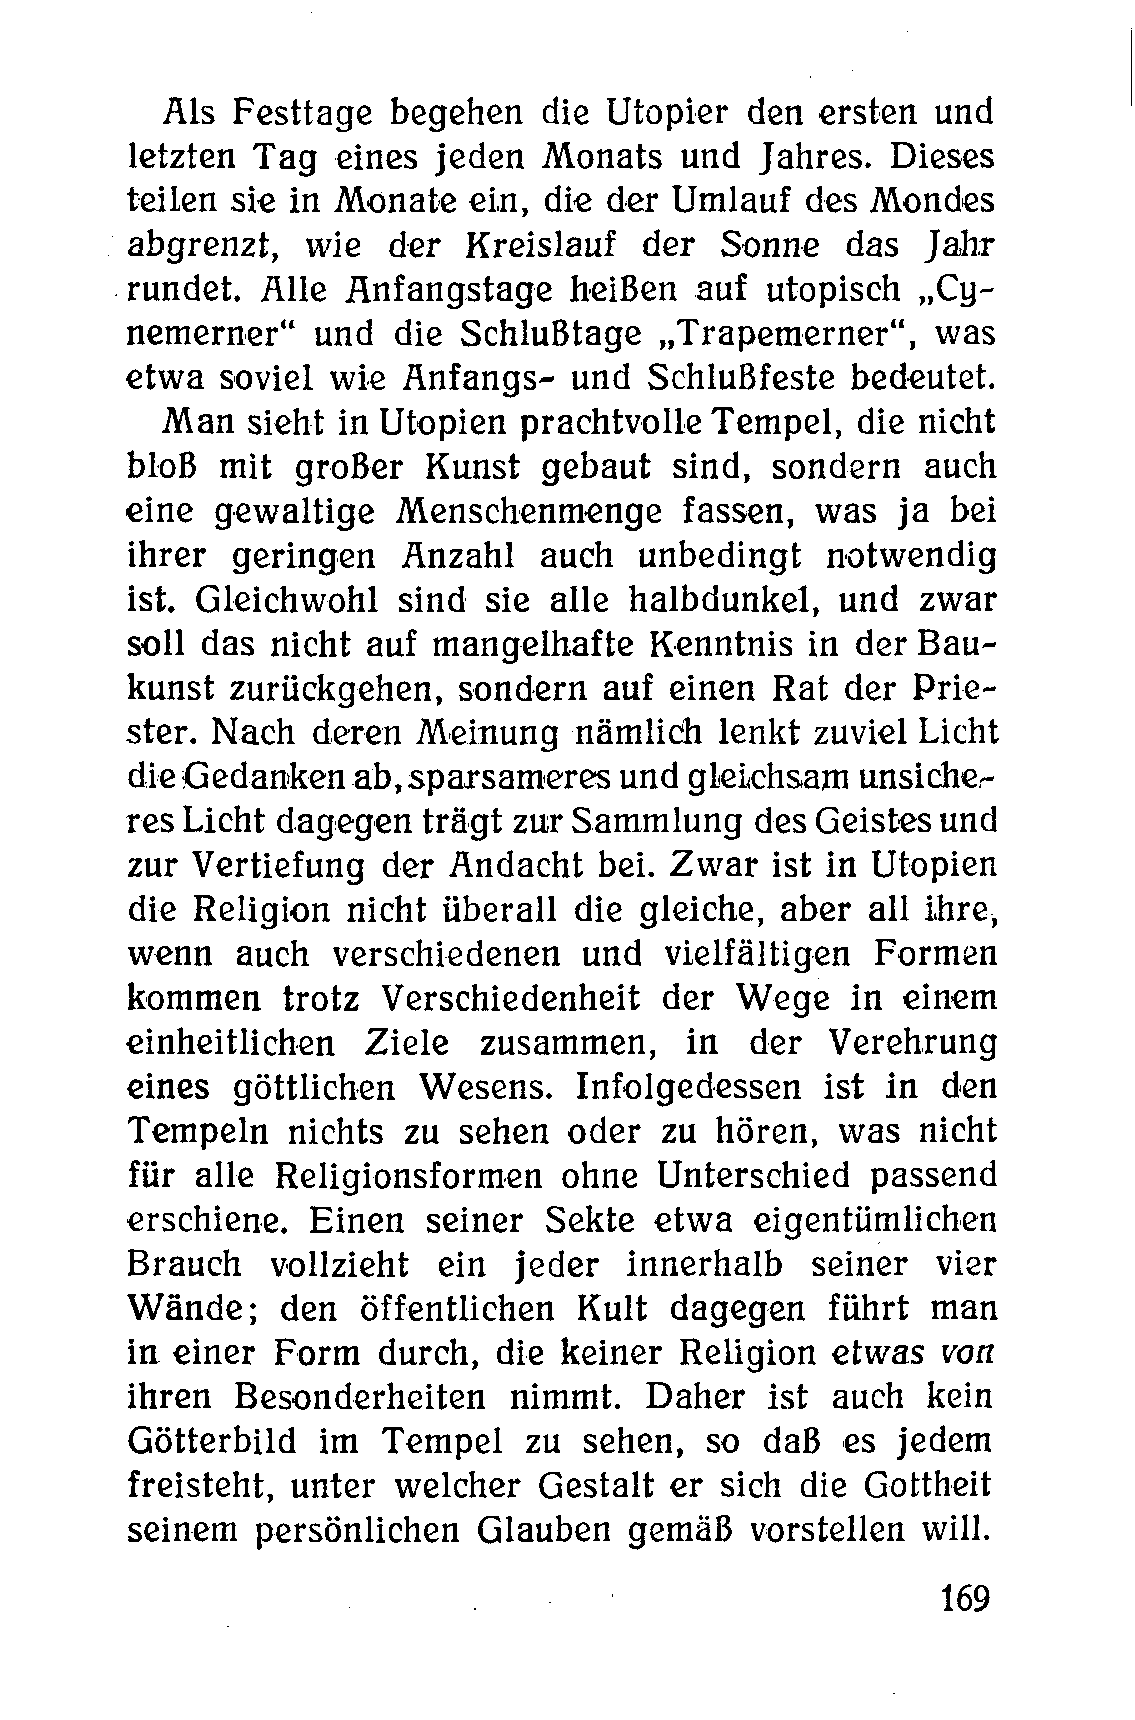 Als Festtage begehen die Utopier den ersten und
letzten Tag eines jeden Monats und Jahres. Dieses
teilen sie in Monate ein, die der Umlauf des Mondes
abgrenzt, wie der Kreislauf der Sonne das Jahr
rundet. Alle Anfangstage heißen auf utopisch „Cy-
nemerner“ und die Schlußtage „Trapemerner“, was
etwa soviel wie Anfangs- und Schlußfeste bedeutet.
Man sieht in Utopien prachtvolle Tempel, die nicht
bloß mit großer Kunst gebaut sind, sondern auch
eine gewaltige Menschenmenge fassen, was ja bei
ihrer geringen Anzahl auch unbedingt notwendig
ist. Gleichwohl sind sie alle halbdunkel, und zwar
soll das nicht auf mangelhafte Kenntnis in der Bau-
kunst zurückgehen, sondern auf einen Rat der Prie-
ster. Nach deren Meinung nämlich lenkt zuviel Licht
die Gedanken ab, sparsameres und gleichsam unsiche-
res Licht dagegen trägt zur Sammlung des Geistes und
zur Vertiefung der Andacht bei. Zwar ist in Utopien
die Religion nicht überall die gleiche, aber all ihre,
wenn auch verschiedenen und vielfältigen Formen
kommen trotz Verschiedenheit der Wege in einem
einheitlichen Ziele zusammen, in der Verehrung
eines göttlichen Wesens. Infolgedessen ist in den
Tempeln nichts zu sehen oder zu hören, was nicht
für alle Religionsformen ohne Unterschied passend
erschiene. Einen seiner Sekte etwa eigentümlichen
Brauch vollzieht ein jeder innerhalb seiner vier
Wände; den öffentlichen Kult dagegen führt man
in einer Form durch, die keiner Religion etwas von
ihren Besonderheiten nimmt. Daher ist auch kein
Götterbild im Tempel zu sehen, so daß es jedem
freisteht, unter welcher Gestalt er sich die Gottheit
seinem persönlichen Glauben gemäß vorstellen will.
169